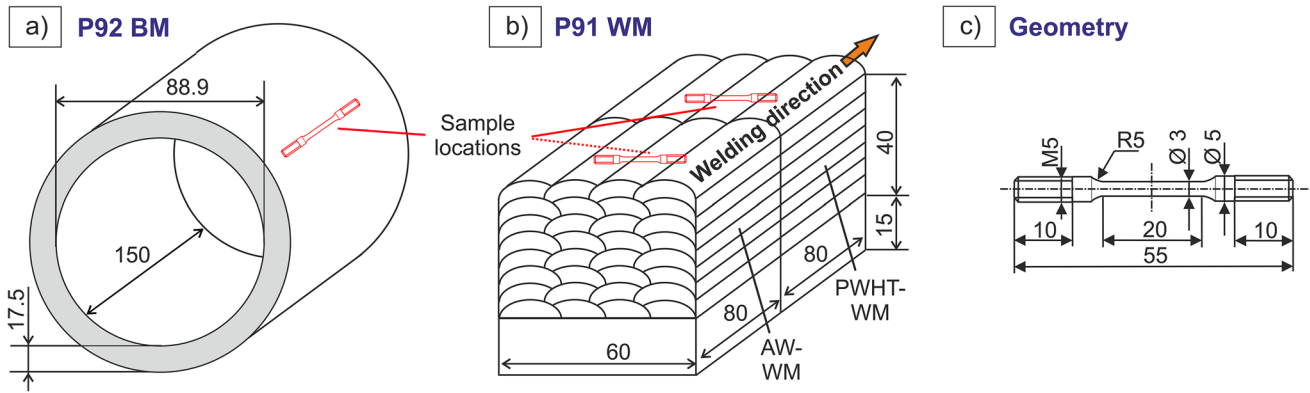 a) P92 BM
88.9
150
17.5
Sample
locations
b) P91 WM
Welding direction
40
15
80
80
60
PWHT-
WM
AW-
WM
c) Geometry
M5
R5
Ø 3
Ø 5
10
20
10
55